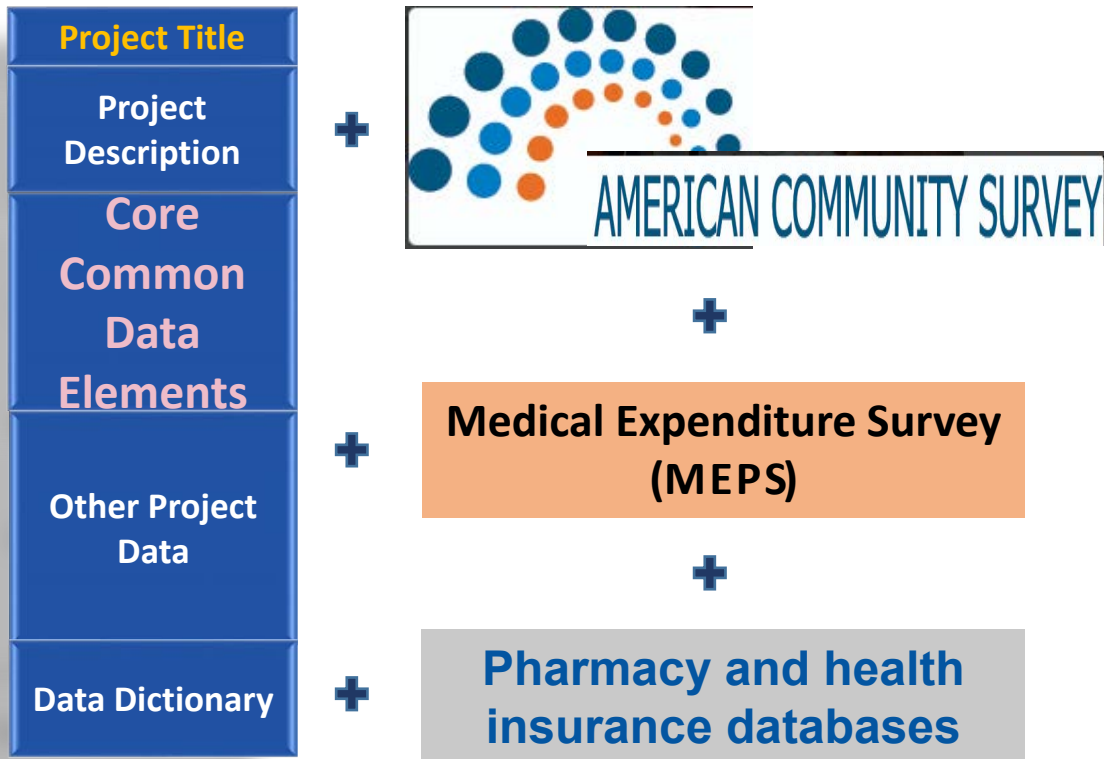 Project Title
Project
Description
Core
Common
Data
Elements
Other Project
Data
Data Dictionary
AMERICAN COMMUNITY SURVEY
Medical Expenditure Survey
(MEPS)
Pharmacy and health
insurance databases